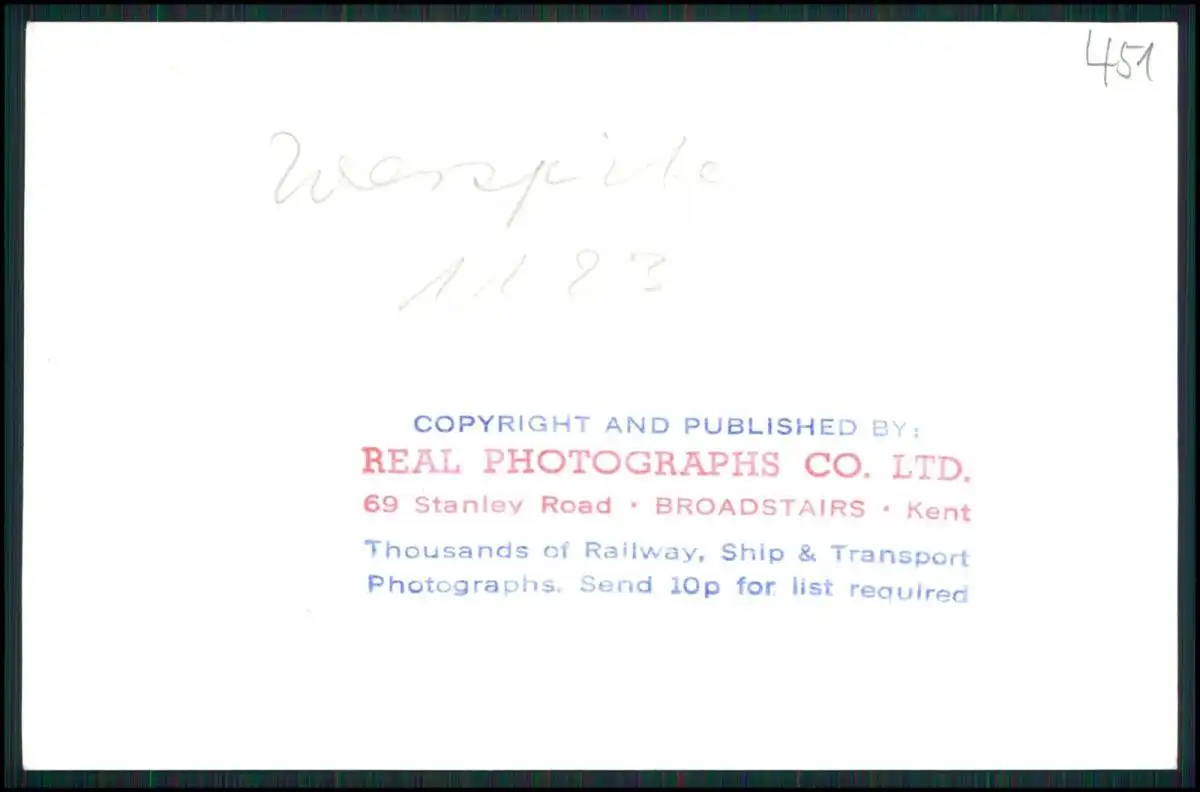 451
Warspite
1123
COPYRIGHT AND PUBLISHED BY:
REAL PHOTOGRAPHS CO. LTD.
69 Stanley Road · BROADSTAIRS · Kent
Thousands of Railway, Ship & Transport
Photographs. Send 10p for list required